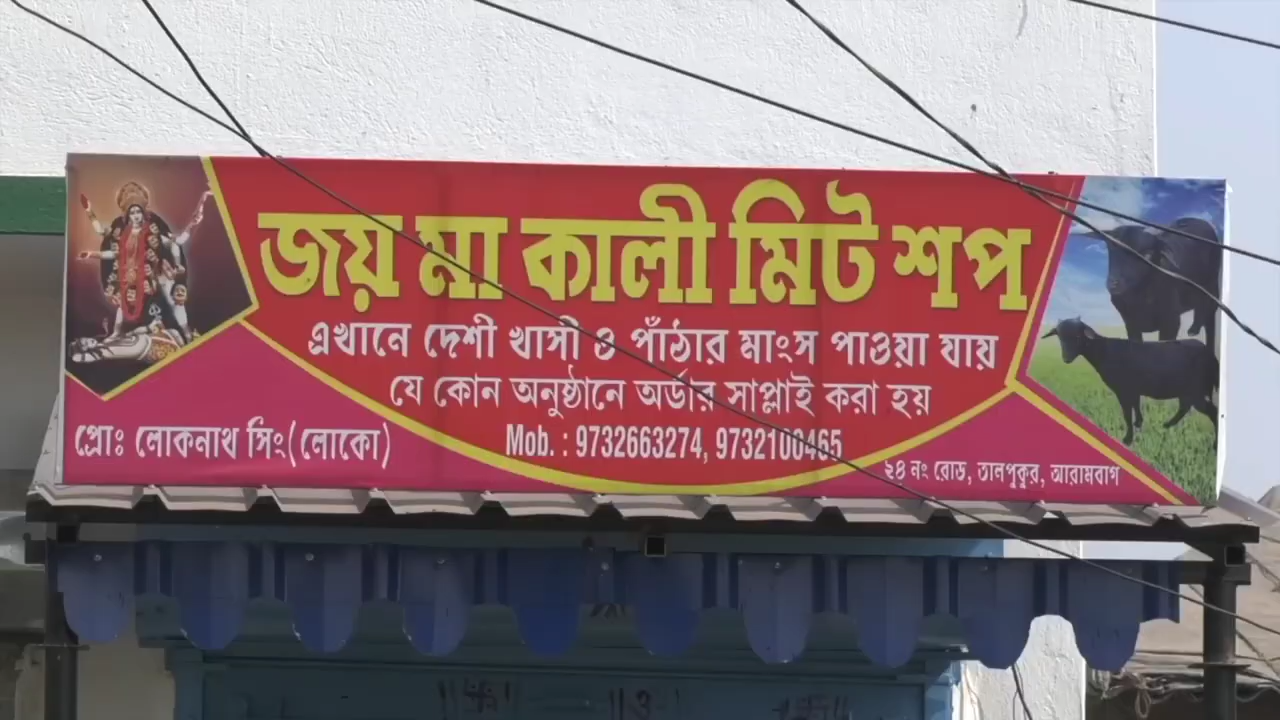 জয় মা কালী মিট শপ
এখানে দেশী খাসী ও পাঁঠার মাংস পাওয়া যায়
যে কোন অনুষ্ঠানে অর্ডার সাপ্লাই করা হয়
Mob. : 9732663274, 9732100465
প্রোঃ লোকনাথ সিং (লোকো)
২৪ নং রোড, তালপুকুর, আরামবাগ